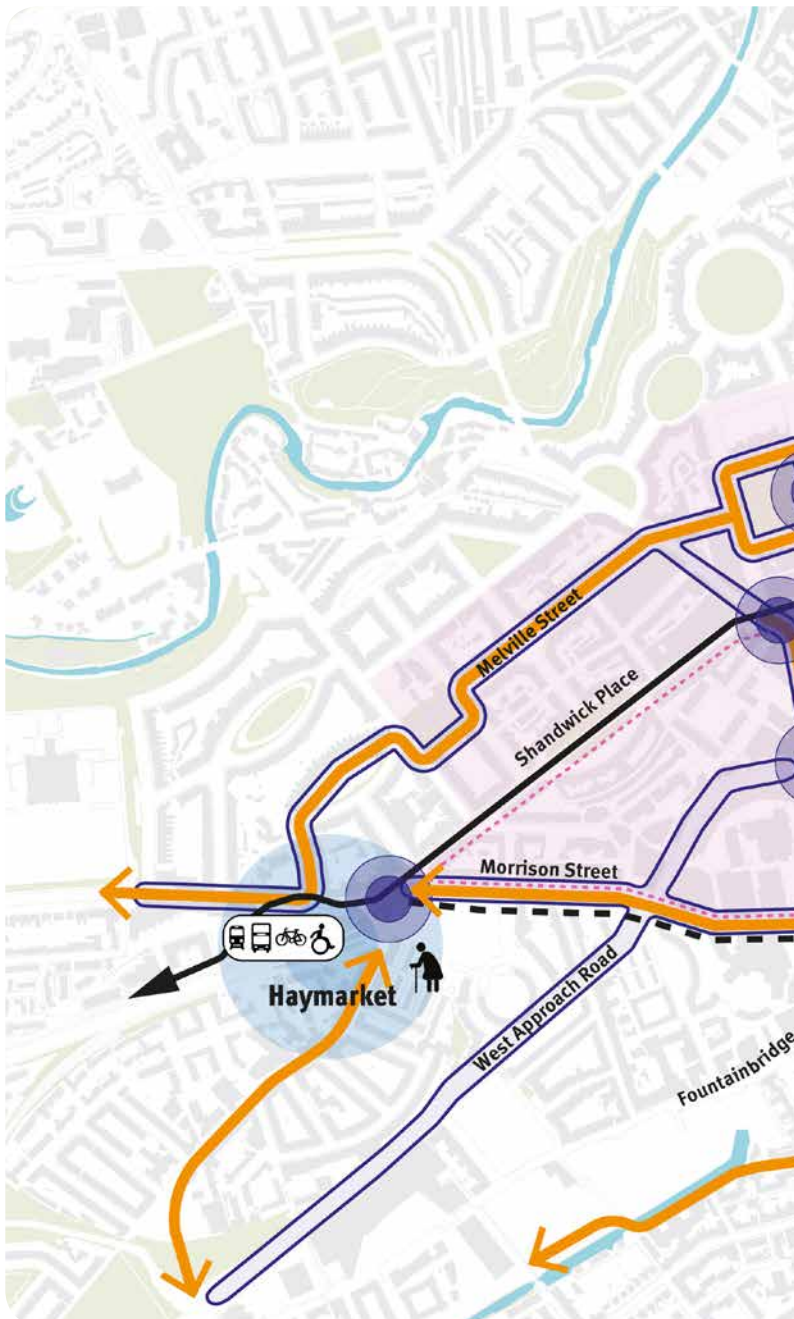 Melville Street
Shandwick Place
Morrison Street
Haymarket
West Approach Road
Fountainbridge